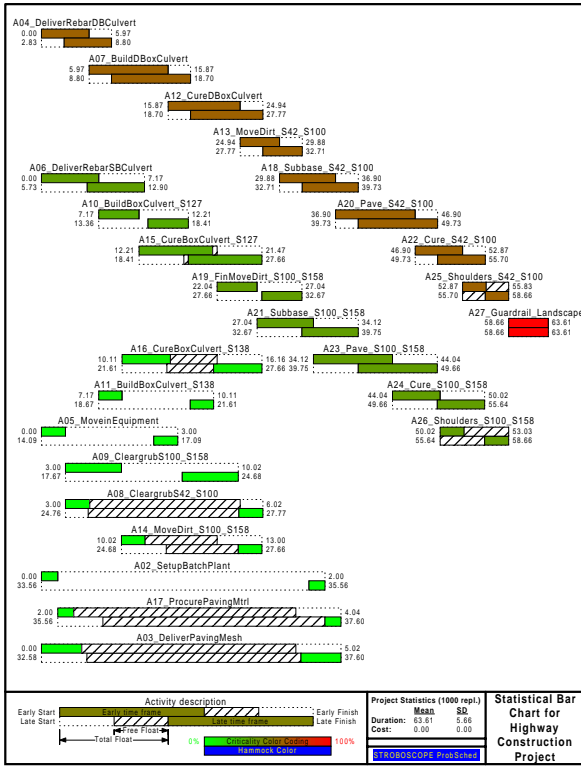 A04_DeliverRebarDBCulvert
0.00 5.97
2.83 8.80
A07_BuildDBoxCulvert
5.97 15.87
8.80 18.70
A12_CureDBoxCulvert
15.87 24.94
18.70 27.77
A13_MoveDirt_S42_S100
24.94 29.88
27.77 32.71
A06_DeliverRebarSBCulvert
0.00 7.17
5.73 12.90
A18_Subbase_S42_S100
29.88 36.90
32.71 39.73
A10_BuildBoxCulvert_S127
7.17 12.21
13.36 18.41
A20_Pave_S42_S100
36.90 46.90
39.73 49.73
A15_CureBoxCulvert_S127
12.21 21.47
18.41 27.66
A22_Cure_S42_S100
46.90 52.87
49.73 55.70
A19_FinMoveDirt_S100_S158
22.04 27.04
27.66 32.67
A25_Shoulders_S42_S100
52.87 55.83
55.70 58.66
A21_Subbase_S100_S158
27.04 34.12
32.67 39.75
A27_Guardrail_Landscape
58.66 63.61
58.66 63.61
A16_CureBoxCulvert_S138
10.11 16.16
21.61 27.66
A23_Pave_S100_S158
34.12 44.04
39.75 49.66
A11_BuildBoxCulvert_S138
7.17 10.11
18.67 21.61
A24_Cure_S100_S158
44.04 50.02
49.66 55.64
A05_MoveinEquipment
0.00 3.00
14.09 17.09
A26_Shoulders_S100_S158
50.02 53.03
55.64 58.66
A09_CleargrubS100_S158
3.00 10.02
17.67 24.68
A08_CleargrubS42_S100
3.00 6.02
24.76 27.77
A14_MoveDirt_S100_S158
10.02 13.00
24.68 27.66
A02_SetupBatchPlant
0.00 2.00
33.56 35.56
A17_ProcurePavingMtrl
2.00 4.04
35.56 37.60
A03_DeliverPavingMesh
0.00 5.02
32.58 37.60
Activity description
Early Start Early time frame Early Finish
Late Start Late time frame Late Finish
Free Float
Total Float
0% Criticality Color Coding 100%
Hammock Color
Project Statistics (1000 repl.)
Mean SD
Duration: 63.61 5.66
Cost: 0.00 0.00
STROBOSCOPE ProbSched
Statistical Bar
Chart for
Highway
Construction
Project